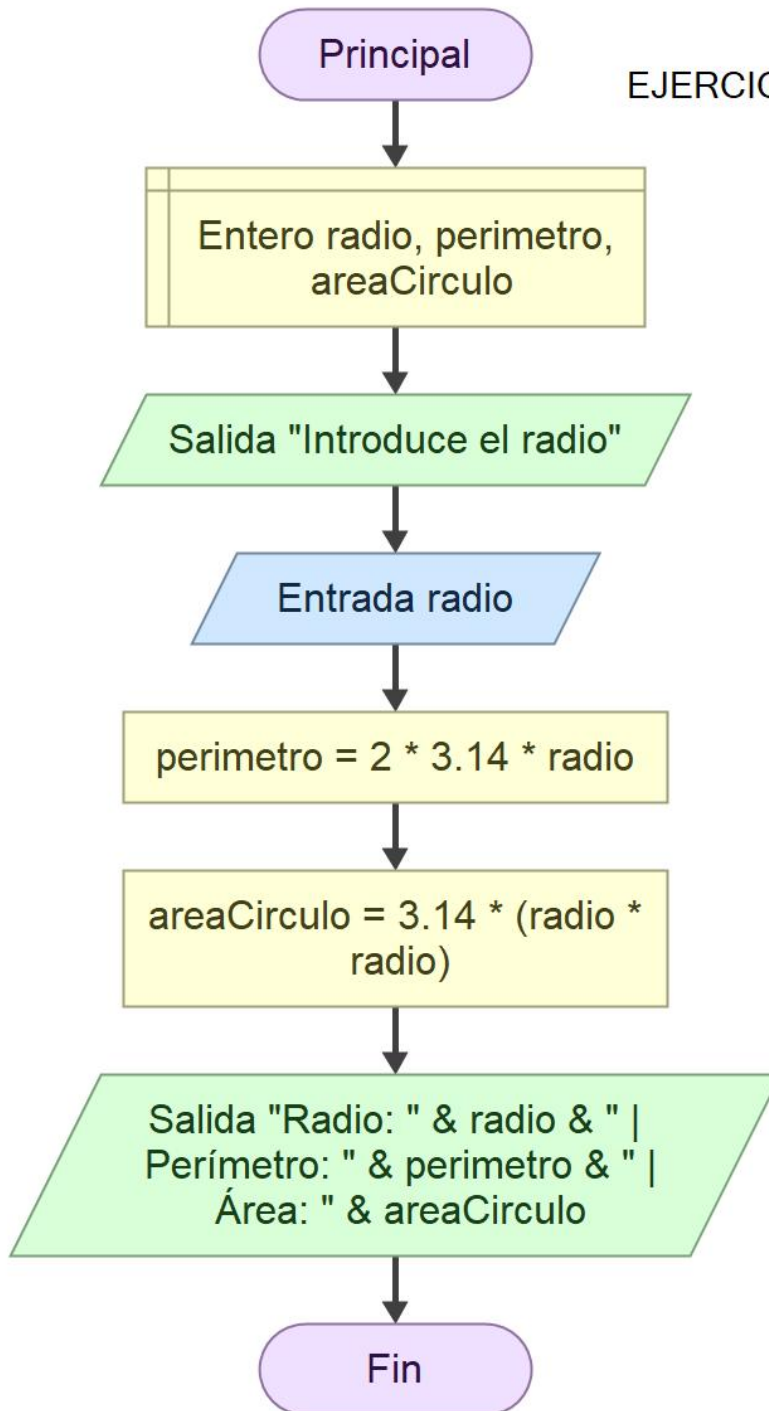 Principal
Entero radio, perimetro,
areaCirculo
Salida "Introduce el radio"
Entrada radio
perimetro = 2 * 3.14 * radio
areaCirculo = 3.14 * (radio *
radio)
Salida "Radio: " & radio & " |
Perímetro: " & perimetro & " |
Área: " & areaCirculo
Fin